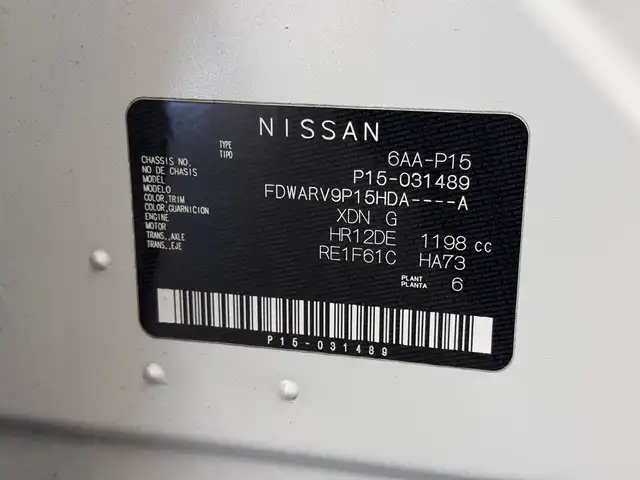 NISSAN
TYPE
TIPO
6AA-P15
CHASSIS NO.
NO DE CHASIS
P15-031489
MODEL
MODELO
FDWARV9P15HDA----A
COLOR,TRIM
COLOR,GUARNICION
XDN G
ENGINE
MOTOR
HR12DE 1198 cc
TRANS.,AXLE
TRANS.,EJE
RE1F61C HA73
PLANT
PLANTA
6
P15-031489